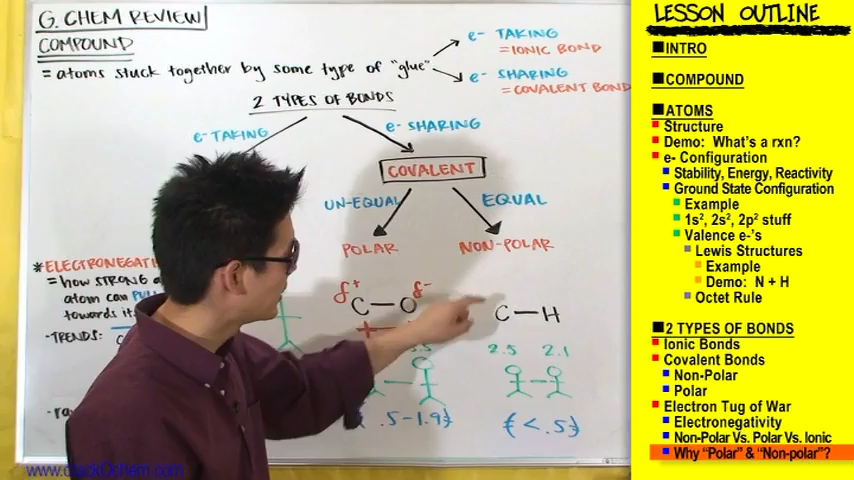 G. CHEM REVIEW
COMPOUND
= atoms stuck together by some type of "glue"
e- TAKING
= IONIC BOND
e- SHARING
= COVALENT BOND
2 TYPES OF BONDS
e- TAKING
e- SHARING
COVALENT
UN-EQUAL
EQUAL
POLAR
NON-POLAR
*ELECTRONEGATI
= how STRONG
atom can PULL
towards
-TRENDS:
δ+
δ-
C — O
C — H
2.5 2.1
{ .5-1.9}
{ < .5}
www.crackOchem.com
LESSON OUTLINE
INTRO
COMPOUND
ATOMS
Structure
Demo: What's a rxn?
e- Configuration
Stability, Energy, Reactivity
Ground State Configuration
Example
1s², 2s², 2p² stuff
Valence e-'s
Lewis Structures
Example
Demo: N + H
Octet Rule
2 TYPES OF BONDS
Ionic Bonds
Covalent Bonds
Non-Polar
Polar
Electron Tug of War
Electronegativity
Non-Polar Vs. Polar Vs. Ionic
Why "Polar" & "Non-polar"?